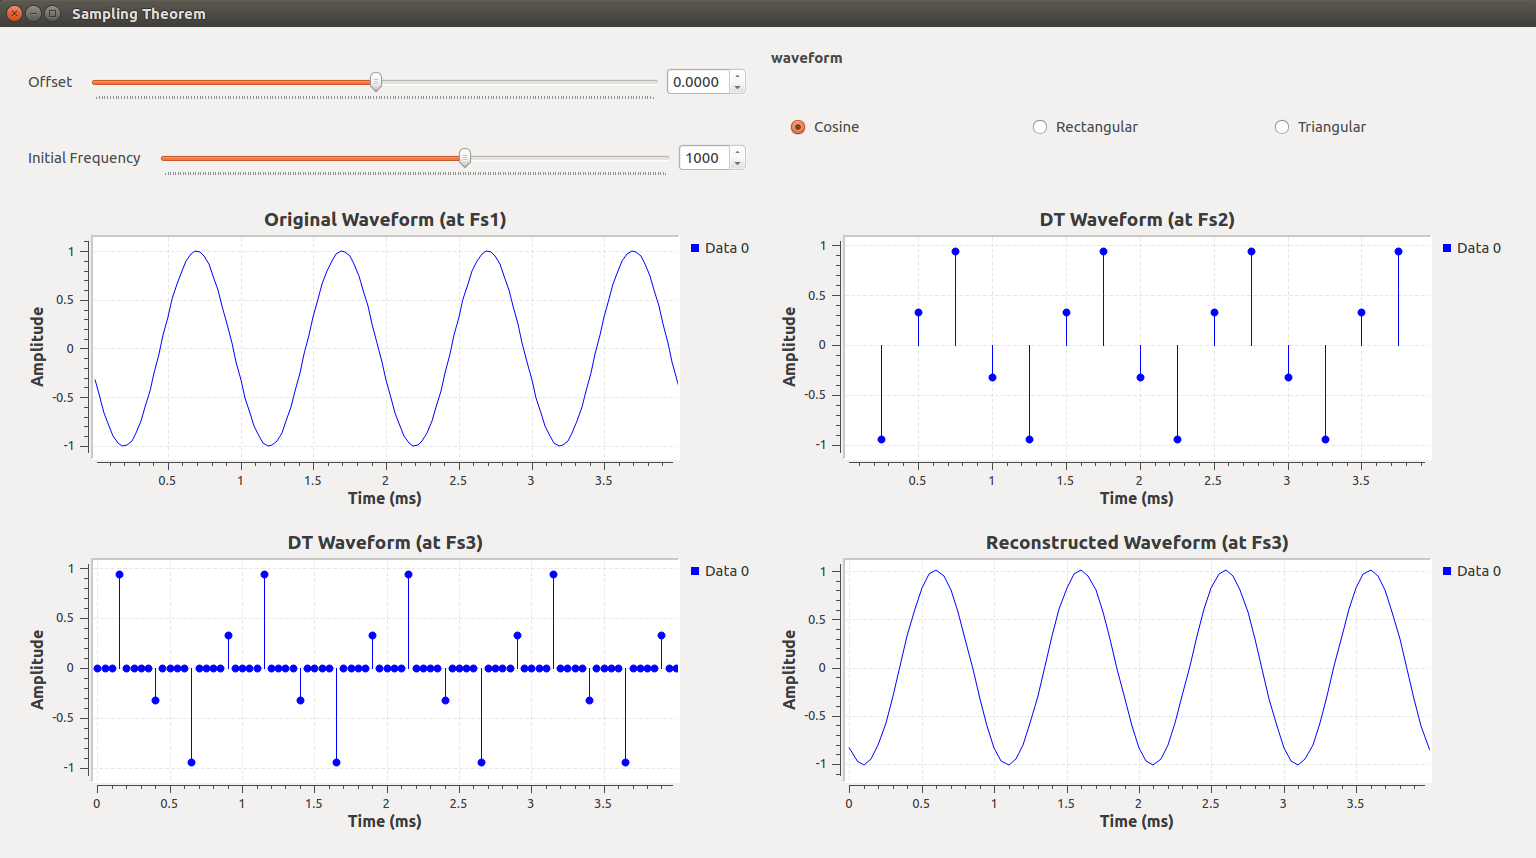 Sampling Theorem
waveform
Offset 0.0000
Cosine Rectangular Triangular
Initial Frequency 1000
Original Waveform (at Fs1)
Data 0
1
0.5
0
-0.5
-1
Amplitude
0.5 1 1.5 2 2.5 3 3.5
Time (ms)
DT Waveform (at Fs2)
Data 0
1
0.5
0
-0.5
-1
Amplitude
0.5 1 1.5 2 2.5 3 3.5
Time (ms)
DT Waveform (at Fs3)
Data 0
1
0.5
0
-0.5
-1
Amplitude
0 0.5 1 1.5 2 2.5 3 3.5
Time (ms)
Reconstructed Waveform (at Fs3)
Data 0
1
0.5
0
-0.5
-1
Amplitude
0 0.5 1 1.5 2 2.5 3 3.5
Time (ms)